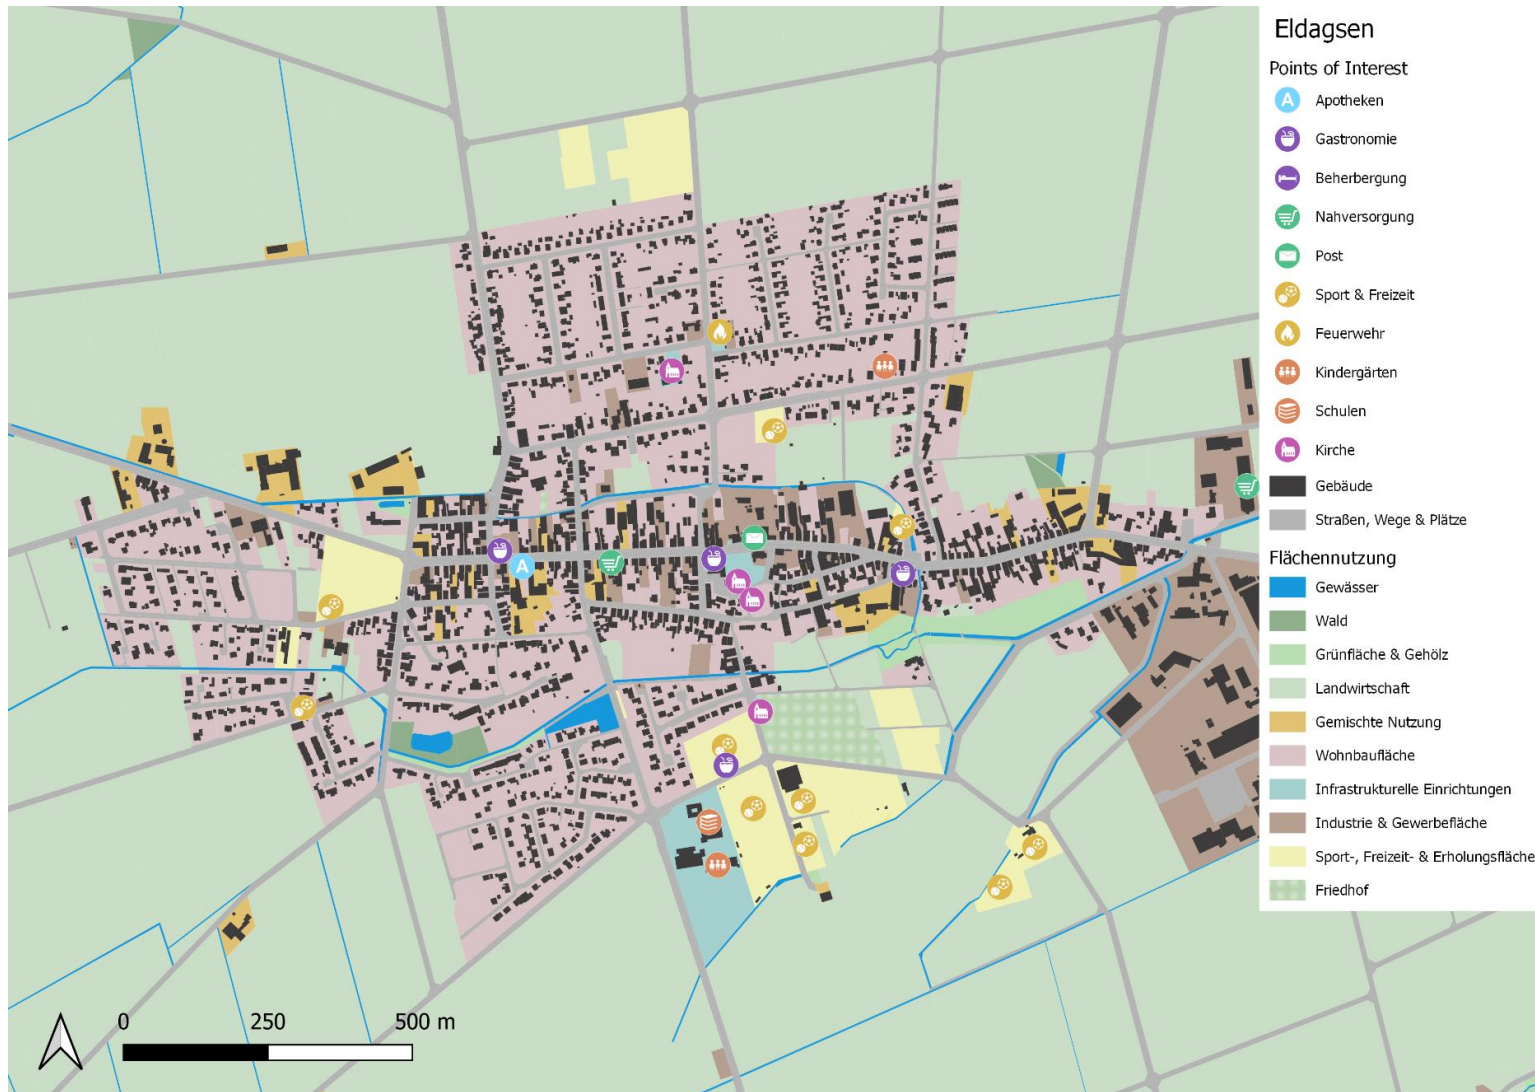 Eldagsen
Points of Interest
A Apotheken
Gastronomie
Beherbergung
Nahversorgung
Post
Sport & Freizeit
Feuerwehr
Kindergärten
Schulen
Kirche
Gebäude
Straßen, Wege & Plätze
Flächennutzung
Gewässer
Wald
Grünfläche & Gehölz
Landwirtschaft
Gemischte Nutzung
Wohnbaufläche
Infrastrukturelle Einrichtungen
Industrie & Gewerbefläche
Sport-, Freizeit- & Erholungsfläche
Friedhof
A
0 250 500 m